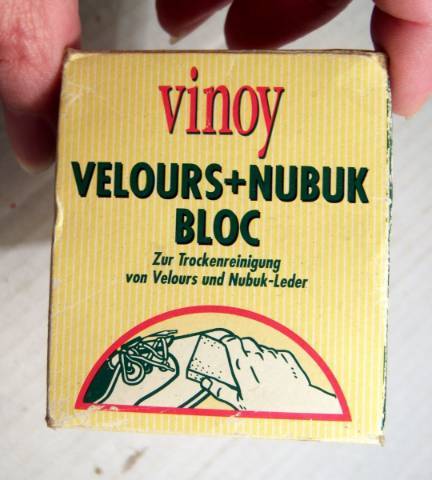 vinoy
VELOURS+NUBUK
BLOC
Zur Trockenreinigung
von Velours und Nubuk-Leder